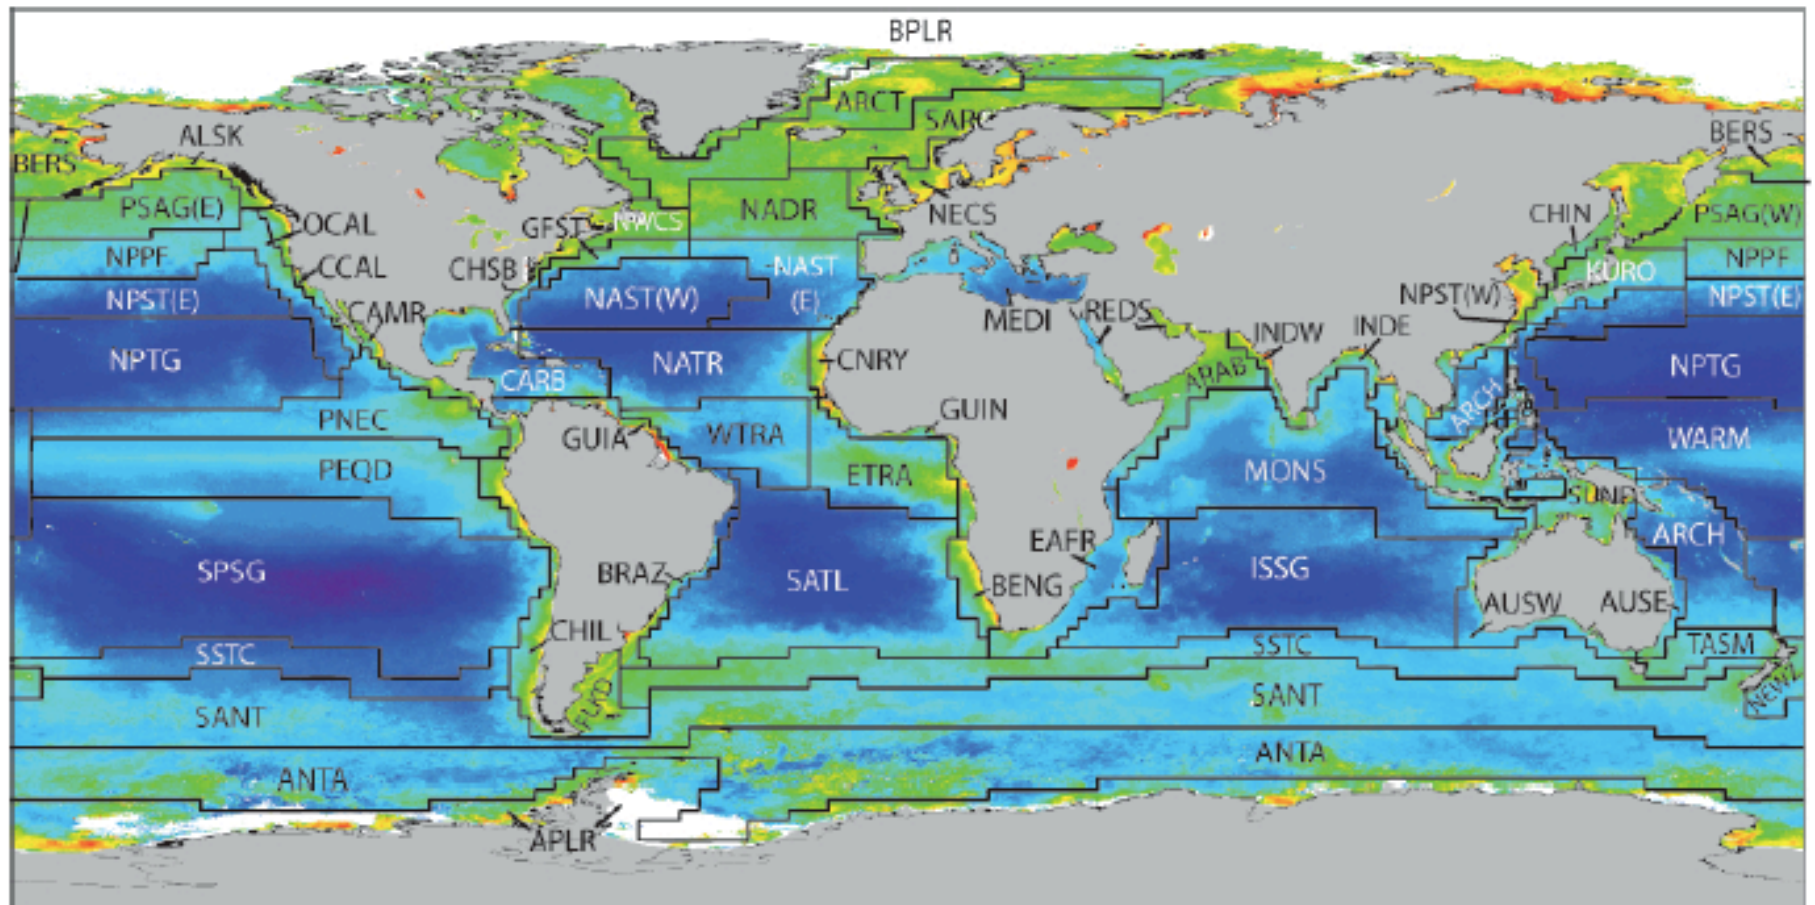 BPLR
ARCT
SARC
ALSK
BERS
BERS
PSAG(E)
OCAL
GFST
NWCS
NADR
NECS
CHIN
PSAG(W)
NPPF
CCAL
CHSB
NAST
(E)
KURO
NPPF
NPST(E)
CAMR
NAST(W)
MEDI
REDS
NPST(W)
NPST(E)
INDW
INDE
NPTG
CARB
NATR
CNRY
ARAB
ARCH
NPTG
PNEC
GUIA
WTRA
GUIN
WARM
PEQD
ETRA
MONS
SUND
SPSG
BRAZ
SATL
EAFR
BENG
ISSG
ARCH
AUSW
AUSE
CHIL
SSTC
SSTC
TASM
SANT
FLKD
SANT
NEWZ
ANTA
ANTA
APLR